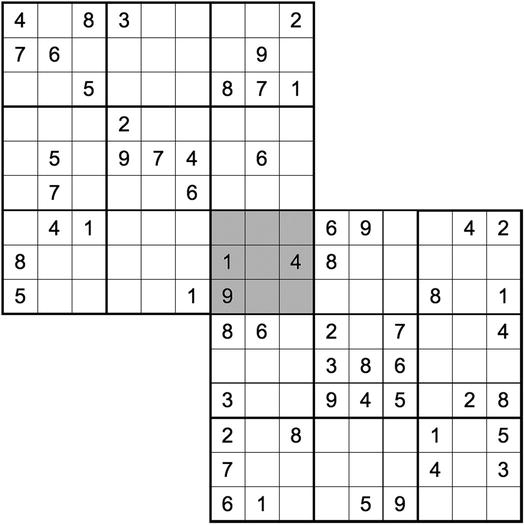 4 8 3 2
7 6 9
5 8 7 1
2
5 9 7 4 6
7 6
4 1 6 9 4 2
8 1 4 8
5 1 9 8 1
8 6 2 7 4
3 8 6
3 9 4 5 2 8
2 8 1 5
7 4 3
6 1 5 9